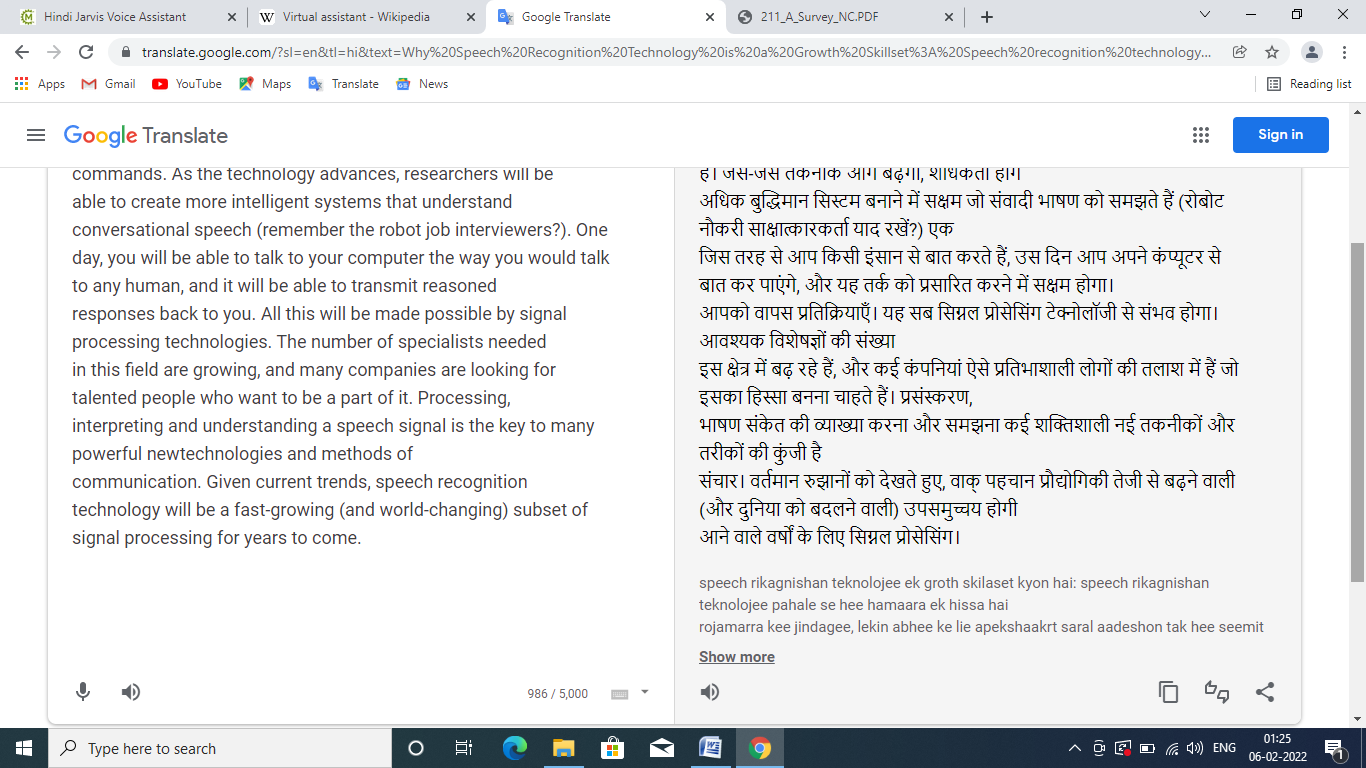 Hindi Jarvis Voice Assistant
Virtual assistant - Wikipedia
Google Translate
211_A_Survey_NC.PDF
translate.google.com/?sl=en&tl=hi&text=Why%20Speech%20Recognition%20Technology%20is%20a%20Growth%20Skillset%3A%20Speech%20recognition%20technology...
Apps
Gmail
YouTube
Maps
Translate
News
Reading list
Google Translate
Sign in
commands. As the technology advances, researchers will be
able to create more intelligent systems that understand
conversational speech (remember the robot job interviewers?). One
day, you will be able to talk to your computer the way you would talk
to any human, and it will be able to transmit reasoned
responses back to you. All this will be made possible by signal
processing technologies. The number of specialists needed
in this field are growing, and many companies are looking for
talented people who want to be a part of it. Processing,
interpreting and understanding a speech signal is the key to many
powerful newtechnologies and methods of
communication. Given current trends, speech recognition
technology will be a fast-growing (and world-changing) subset of
signal processing for years to come.
986 / 5,000
अधिक बुद्धिमान सिस्टम बनाने में सक्षम जो संवादी भाषण को समझते हैं (रोबोट
नौकरी साक्षात्कारकर्ता याद रखें?) एक
जिस तरह से आप किसी इंसान से बात करते हैं, उस दिन आप अपने कंप्यूटर से
बात कर पाएंगे, और यह तर्क को प्रसारित करने में सक्षम होगा।
आपको वापस प्रतिक्रियाएँ। यह सब सिग्नल प्रोसेसिंग टेक्नोलॉजी से संभव होगा।
आवश्यक विशेषज्ञों की संख्या
इस क्षेत्र में बढ़ रहे हैं, और कई कंपनियां ऐसे प्रतिभाशाली लोगों की तलाश में हैं जो
इसका हिस्सा बनना चाहते हैं। प्रसंस्करण,
भाषण संकेत की व्याख्या करना और समझना कई शक्तिशाली नई तकनीकों और
तरीकों की कुंजी है
संचार। वर्तमान रुझानों को देखते हुए, वाक् पहचान प्रौद्योगिकी तेजी से बढ़ने वाली
(और दुनिया को बदलने वाली) उपसमुच्चय होगी
आने वाले वर्षों के लिए सिग्नल प्रोसेसिंग।
speech rikagnishan teknolojee ek groth skilaset kyon hai: speech rikagnishan
teknolojee pahale se hee hamaara ek hissa hai
rojamarra kee jindagee, lekin abhee ke lie apekshaakrt saral aadeshon tak hee seemit
Show more
Type here to search
ENG
01:25
06-02-2022
1